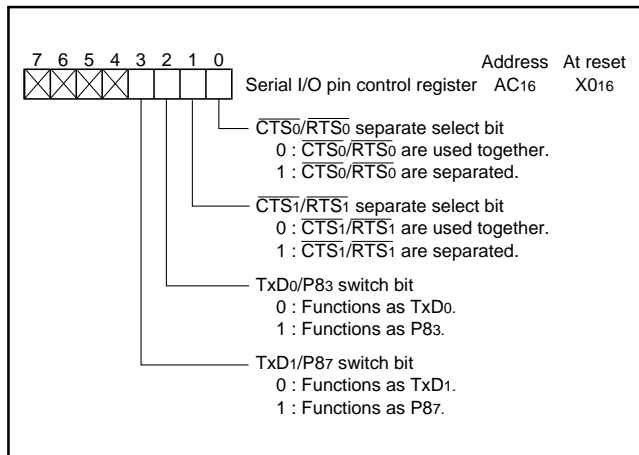 Address At reset
7 6 5 4 3 2 1 0
Serial I/O pin control register AC16 X016
CTS0/RTS0 separate select bit
0 : CTS0/RTS0 are used together.
1 : CTS0/RTS0 are separated.
CTS1/RTS1 separate select bit
0 : CTS1/RTS1 are used together.
1 : CTS1/RTS1 are separated.
TxD0/P83 switch bit
0 : Functions as TxD0.
1 : Functions as P83.
TxD1/P87 switch bit
0 : Functions as TxD1.
1 : Functions as P87.